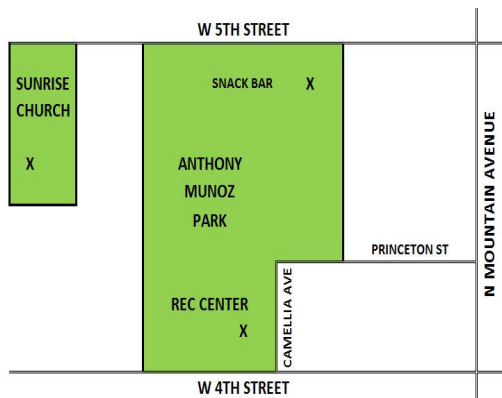 W 5TH STREET
SUNRISE
CHURCH
X
SNACK BAR X
ANTHONY
MUNOZ
PARK
N MOUNTAIN AVENUE
PRINCETON ST
CAMELLIA AVE
REC CENTER
X
W 4TH STREET